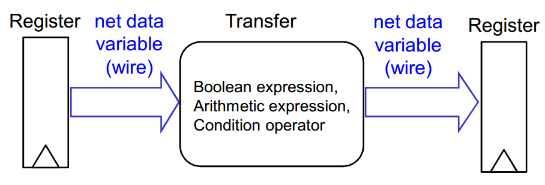 Register
net data
variable
(wire)
Transfer
Boolean expression,
Arithmetic expression,
Condition operator
net data
variable
(wire)
Register